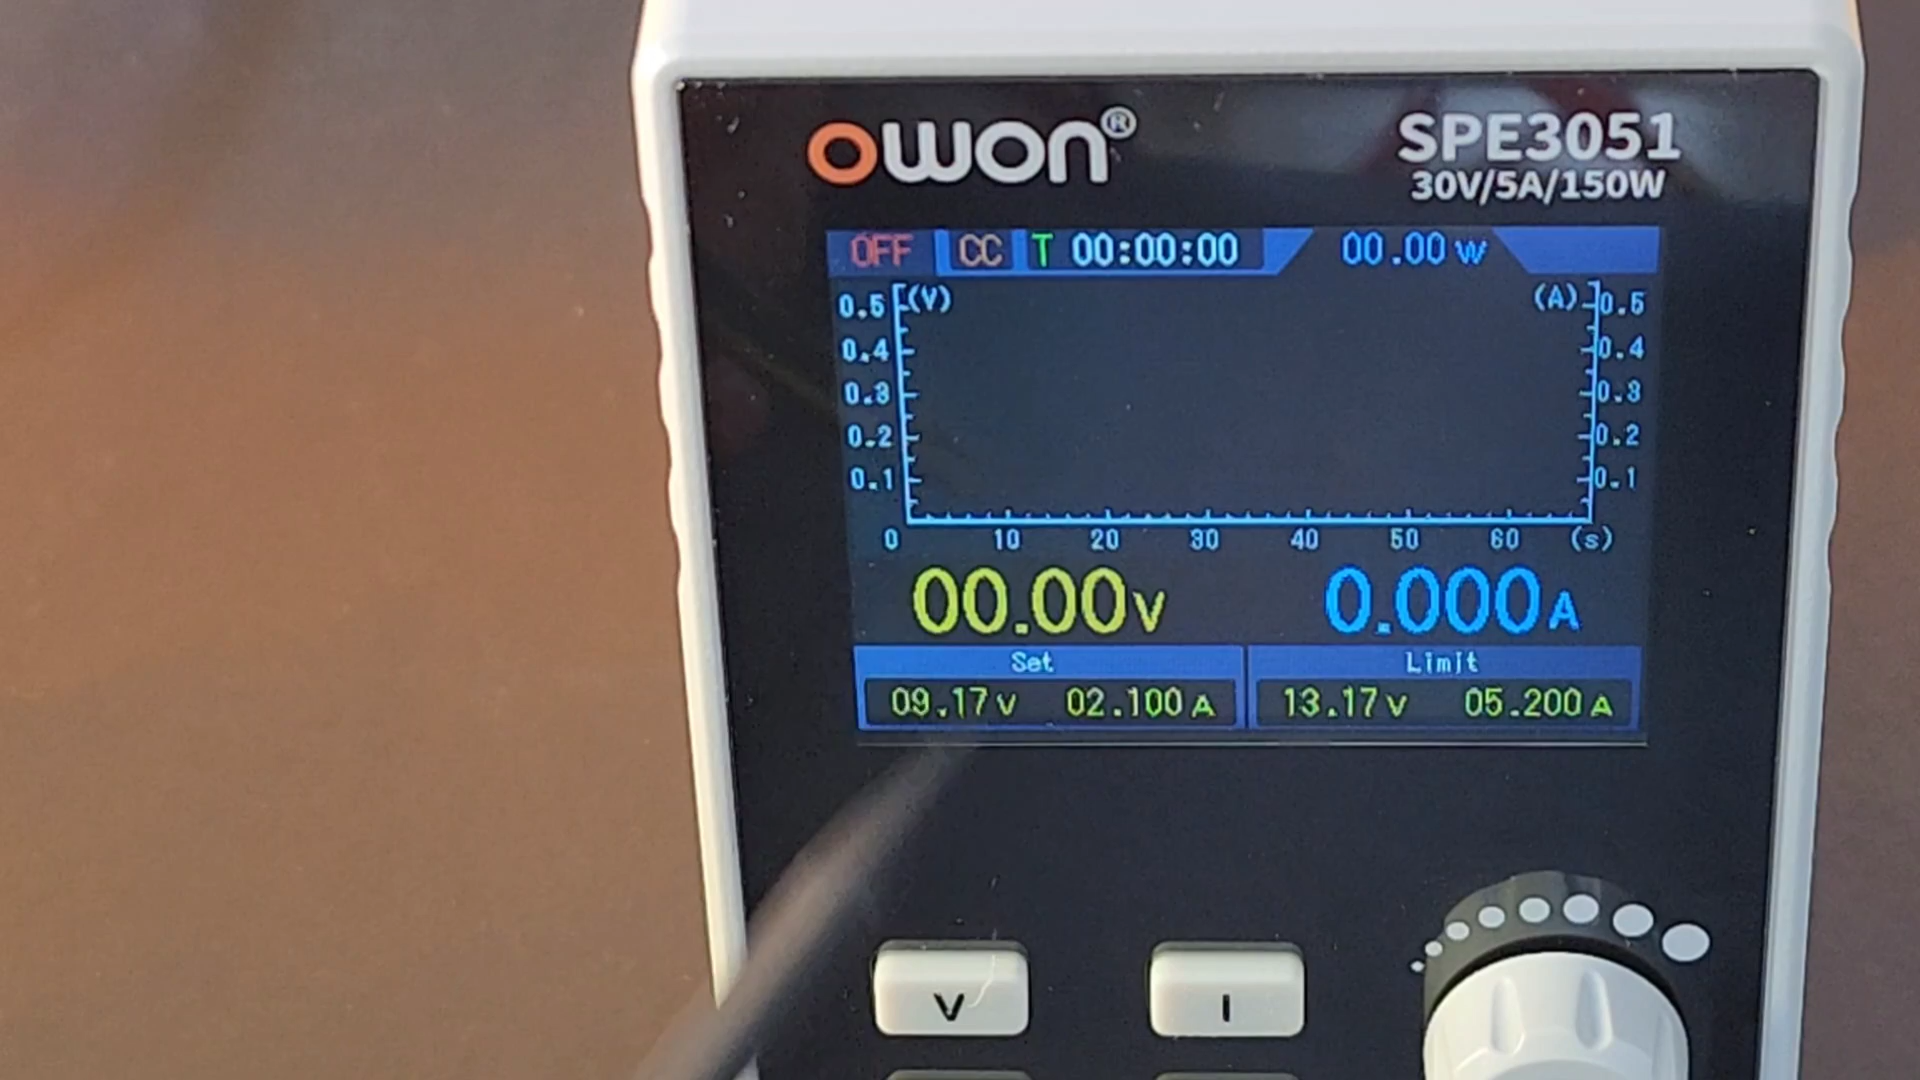 OWON®
SPE3051
30V/5A/150W
OFF CC T 00:00:00 00.00 W
0.5 (V) (A) 0.5
0.4 0.4
0.3 0.3
0.2 0.2
0.1 0.1
0 10 20 30 40 50 60 (s)
00.00V 0.000A
Set Limit
09.17V 02.100A 13.17V 05.200A
V I